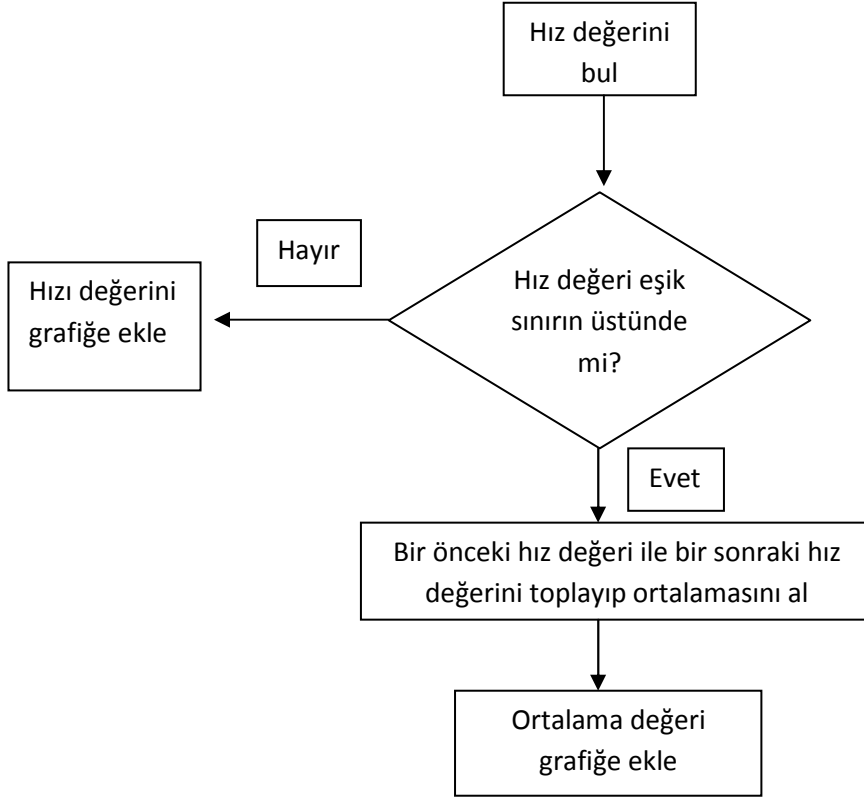 Hız değerini
bul
Hayır
Hızı değerini
grafiğe ekle
Hız değeri eşik
sınırın üstünde
mi?
Evet
Bir önceki hız değeri ile bir sonraki hız
değerini toplayıp ortalamasını al
Ortalama değeri
grafiğe ekle